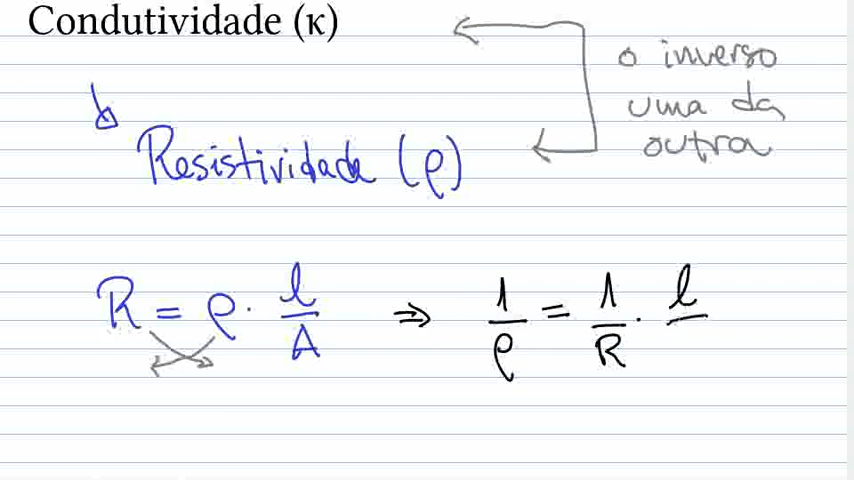 Condutividade (κ)
o inverso
uma da
outra
Resistividade (ρ)
R = ρ · l/A ⇒ 1/ρ = 1/R · l/